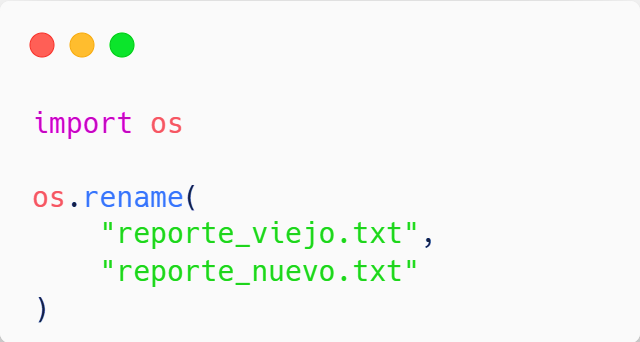 import os
os.rename(
    "reporte_viejo.txt",
    "reporte_nuevo.txt"
)